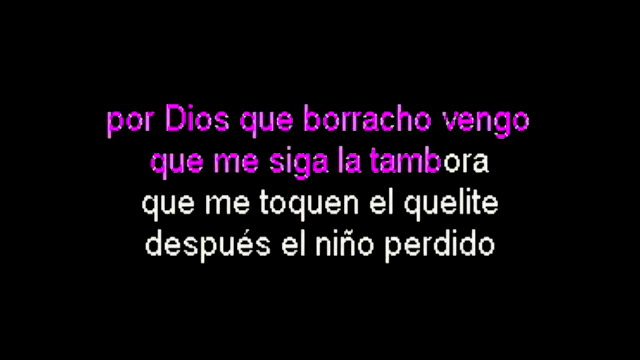 por Dios que borracho vengo
que me siga la tambora
que me toquen el quelite
después el niño perdido